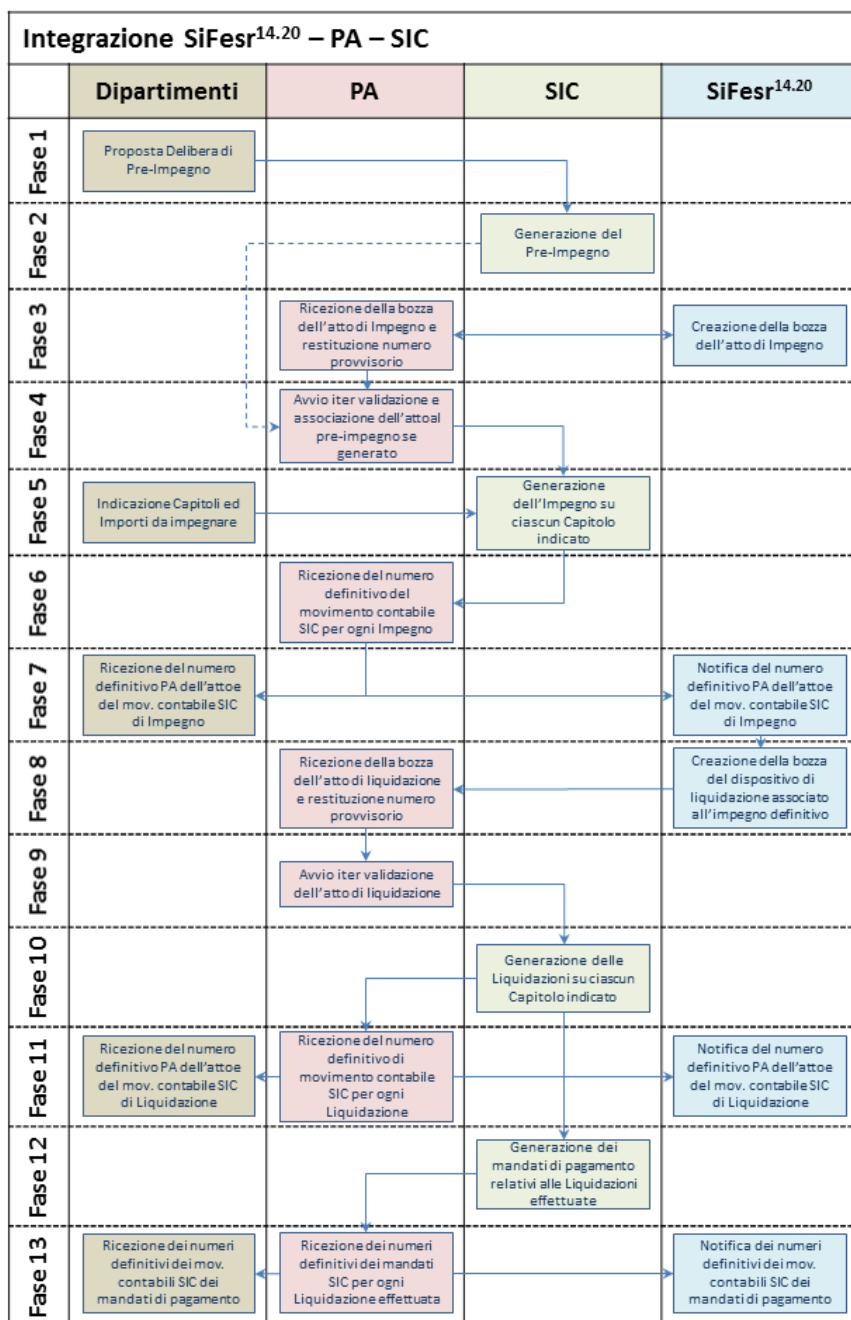 Integrazione SiFesr14.20 – PA – SIC
Dipartimenti
PA
SIC
SiFesr14.20
Fase 1
Proposta Delibera di
Pre-Impegno
Fase 2
Generazione del
Pre-Impegno
Fase 3
Ricezione della bozza
dell'atto di Impegno e
restituzione numero
provvisorio
Creazione della bozza
dell'atto di Impegno
Fase 4
Avvio iter validazione e
associazione dell'attoal
pre-impegno se
generato
Fase 5
Indicazione Capitoli ed
Importi da impegnare
Generazione
dell'Impegno su
ciascun Capitolo
indicato
Fase 6
Ricezione del numero
definitivo del
movimento contabile
SIC per ogni Impegno
Fase 7
Ricezione del numero
definitivo PA dell'attoe
del mov. contabile SIC
di Impegno
Notifica del numero
definitivo PA dell'attoe
del mov. contabile SIC
di Impegno
Fase 8
Ricezione della bozza
dell'atto di liquidazione
e restituzione numero
provvisorio
Creazione della bozza
del dispositivo di
liquidazione associato
all'impegno definitivo
Fase 9
Avvio iter validazione
dell'atto di liquidazione
Fase 10
Generazione delle
Liquidazioni su ciascun
Capitolo indicato
Fase 11
Ricezione del numero
definitivo PA dell'attoe
del mov. contabile SIC
di Liquidazione
Ricezione del numero
definitivo di
movimento contabile
SIC per ogni
Liquidazione
Notifica del numero
definitivo PA dell'attoe
del mov. contabile SIC
di Liquidazione
Fase 12
Generazione dei
mandati di pagamento
relativi alle Liquidazioni
effettuate
Fase 13
Ricezione dei numeri
definitivi dei mov.
contabili SIC dei
mandati di pagamento
Ricezione dei numeri
definitivi dei mandati
SIC per ogni
Liquidazione effettuata
Notifica dei numeri
definitivi dei mov.
contabili SIC dei
mandati di pagamento